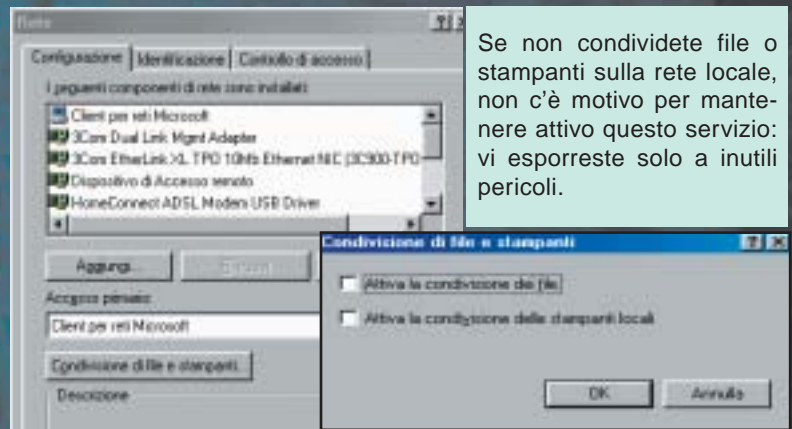 Rete
Configurazione Identificazione Controllo di accesso
I seguenti componenti di rete sono installati:
Client per reti Microsoft
3Com Dual Link Mgmt Adapter
3Com EtherLink XL TPO 10Mb Ethernet NIC (3C900-TPO
Dispositivo di Accesso remoto
HomeConnect ADSL Modem USB Driver
Aggiungi...
Accesso primario:
Client per reti Microsoft
Condivisione di file e stampanti...
Descrizione
Se non condividete file o
stampanti sulla rete locale,
non c'è motivo per mante-
nere attivo questo servizio:
vi esporreste solo a inutili
pericoli.
Condivisione di file e stampanti
Attiva la condivisione dei file
Attiva la condivisione delle stampanti locali
OK Annulla